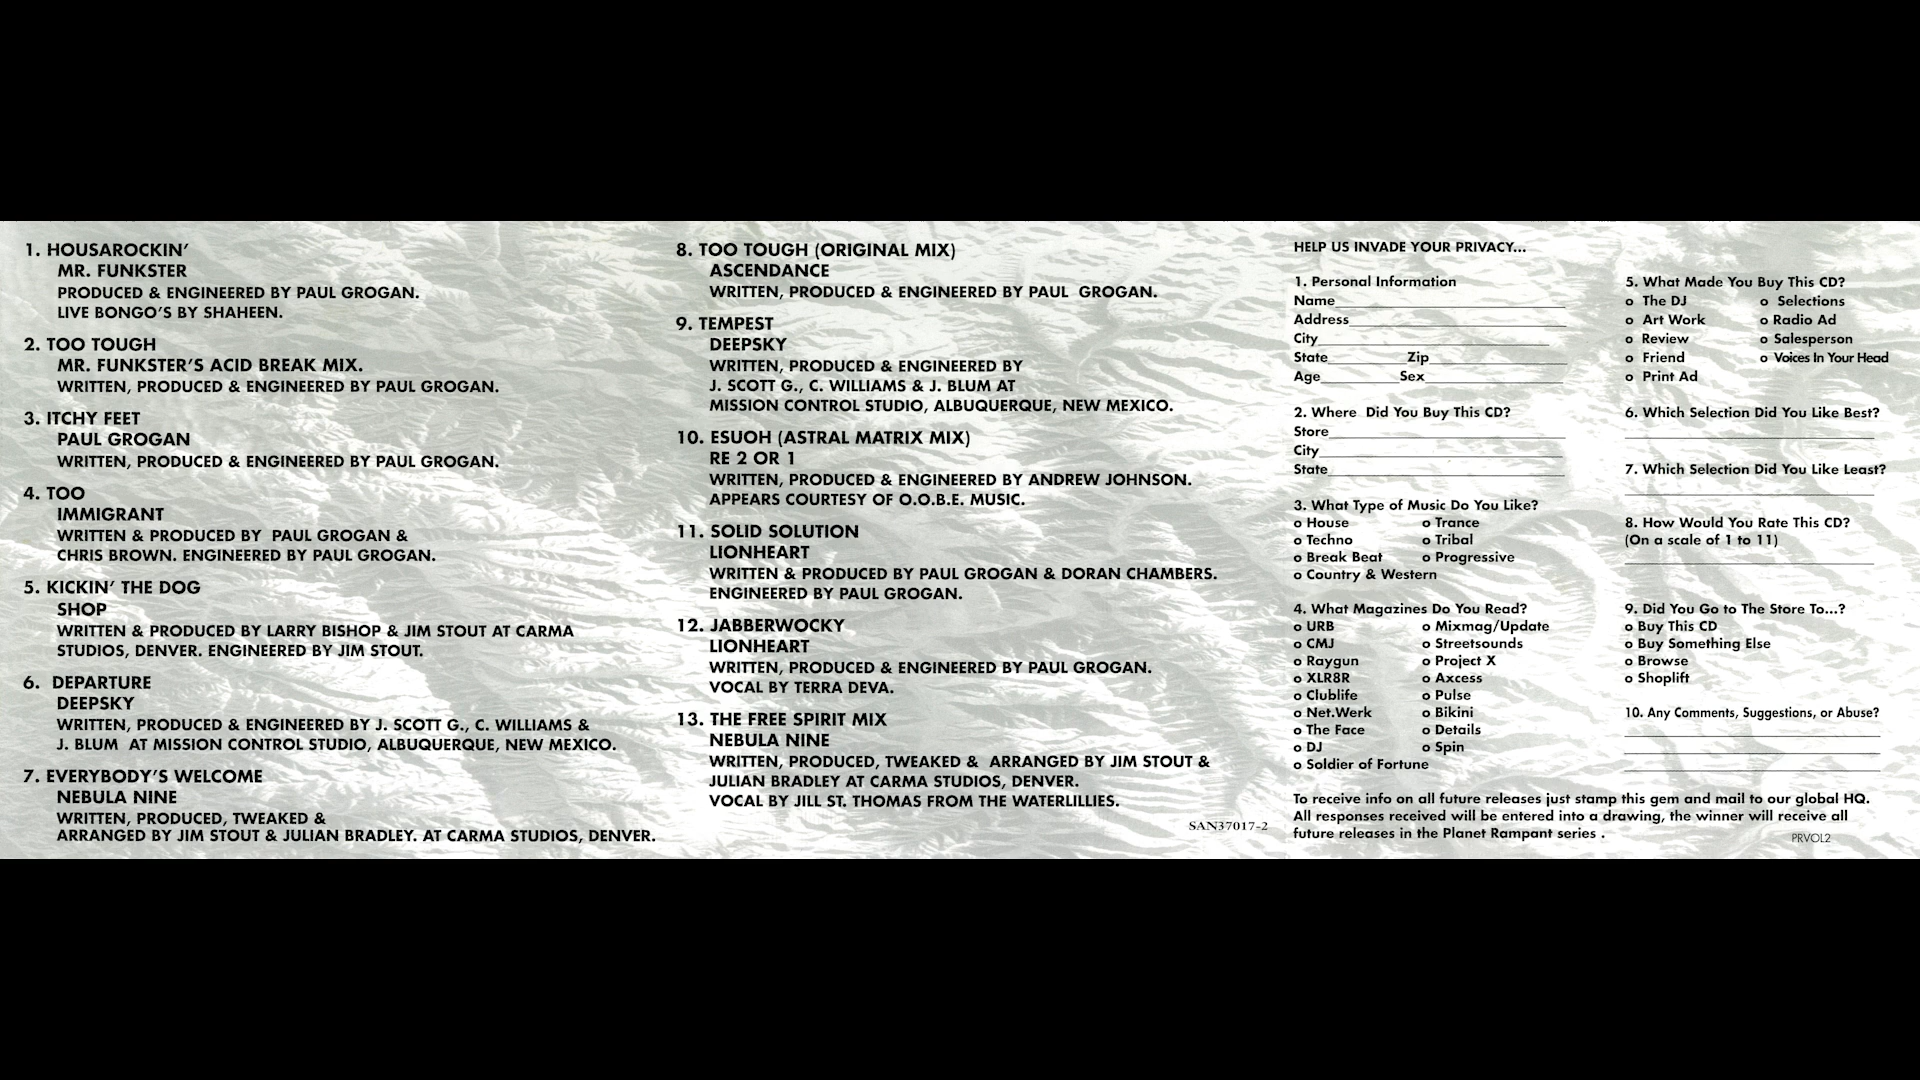 1. HOUSAROCKIN'
MR. FUNKSTER
PRODUCED & ENGINEERED BY PAUL GROGAN.
LIVE BONGO'S BY SHAHEEN.
2. TOO TOUGH
MR. FUNKSTER'S ACID BREAK MIX.
WRITTEN, PRODUCED & ENGINEERED BY PAUL GROGAN.
3. ITCHY FEET
PAUL GROGAN
WRITTEN, PRODUCED & ENGINEERED BY PAUL GROGAN.
4. TOO
IMMIGRANT
WRITTEN & PRODUCED BY PAUL GROGAN &
CHRIS BROWN. ENGINEERED BY PAUL GROGAN.
5. KICKIN' THE DOG
SHOP
WRITTEN & PRODUCED BY LARRY BISHOP & JIM STOUT AT CARMA
STUDIOS, DENVER. ENGINEERED BY JIM STOUT.
6. DEPARTURE
DEEPSKY
WRITTEN, PRODUCED & ENGINEERED BY J. SCOTT G., C. WILLIAMS &
J. BLUM AT MISSION CONTROL STUDIO, ALBUQUERQUE, NEW MEXICO.
7. EVERYBODY'S WELCOME
NEBULA NINE
WRITTEN, PRODUCED, TWEAKED &
ARRANGED BY JIM STOUT & JULIAN BRADLEY. AT CARMA STUDIOS, DENVER.
8. TOO TOUGH (ORIGINAL MIX)
ASCENDANCE
WRITTEN, PRODUCED & ENGINEERED BY PAUL GROGAN.
9. TEMPEST
DEEPSKY
WRITTEN, PRODUCED & ENGINEERED BY
J. SCOTT G., C. WILLIAMS & J. BLUM AT
MISSION CONTROL STUDIO, ALBUQUERQUE, NEW MEXICO.
10. ESUOH (ASTRAL MATRIX MIX)
RE 2 OR 1
WRITTEN, PRODUCED & ENGINEERED BY ANDREW JOHNSON.
APPEARS COURTESY OF O.O.B.E. MUSIC.
11. SOLID SOLUTION
LIONHEART
WRITTEN & PRODUCED BY PAUL GROGAN & DORAN CHAMBERS.
ENGINEERED BY PAUL GROGAN.
12. JABBERWOCKY
LIONHEART
WRITTEN, PRODUCED & ENGINEERED BY PAUL GROGAN.
VOCAL BY TERRA DEVA.
13. THE FREE SPIRIT MIX
NEBULA NINE
WRITTEN, PRODUCED, TWEAKED & ARRANGED BY JIM STOUT &
JULIAN BRADLEY AT CARMA STUDIOS, DENVER.
VOCAL BY JILL ST. THOMAS FROM THE WATERLILLIES.
SAN37017-2
HELP US INVADE YOUR PRIVACY...
1. Personal Information
Name
Address
City
State Zip
Age Sex
2. Where Did You Buy This CD?
Store
City
State
3. What Type of Music Do You Like?
o House o Trance
o Techno o Tribal
o Break Beat o Progressive
o Country & Western
4. What Magazines Do You Read?
o URB o Mixmag/Update
o CMJ o Streetsounds
o Raygun o Project X
o XLR8R o Axcess
o Clublife o Pulse
o Net.Werk o Bikini
o The Face o Details
o DJ o Spin
o Soldier of Fortune
5. What Made You Buy This CD?
o The DJ o Selections
o Art Work o Radio Ad
o Review o Salesperson
o Friend o Voices In Your Head
o Print Ad
6. Which Selection Did You Like Best?
7. Which Selection Did You Like Least?
8. How Would You Rate This CD?
(On a scale of 1 to 11)
9. Did You Go to The Store To...?
o Buy This CD
o Buy Something Else
o Browse
o Shoplift
10. Any Comments, Suggestions, or Abuse?
To receive info on all future releases just stamp this gem and mail to our global HQ.
All responses received will be entered into a drawing, the winner will receive all
future releases in the Planet Rampant series .
PRVOL2